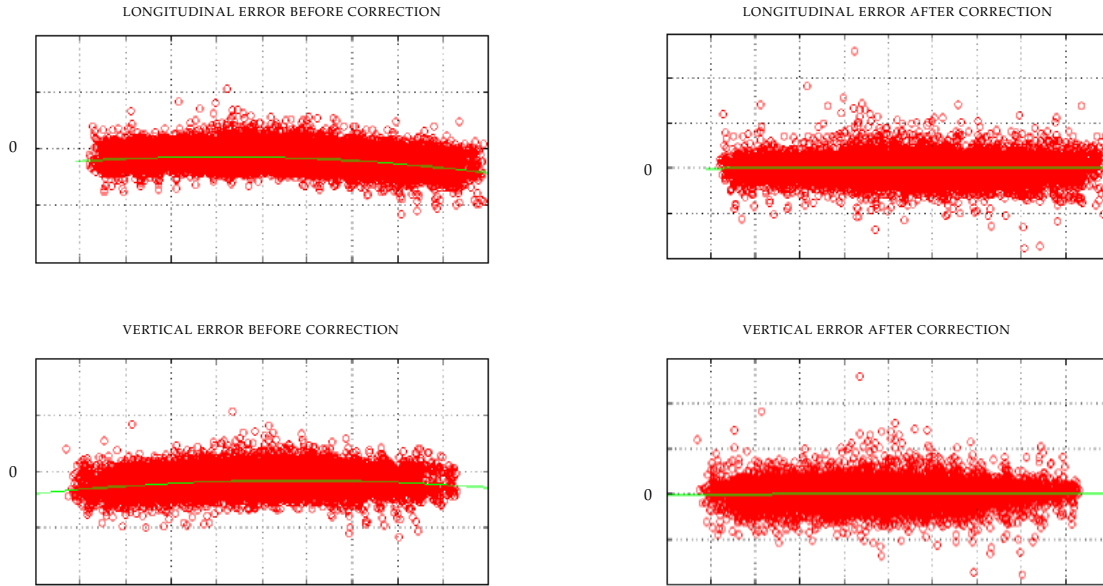 LONGITUDINAL ERROR BEFORE CORRECTION
LONGITUDINAL ERROR AFTER CORRECTION
0
0
VERTICAL ERROR BEFORE CORRECTION
VERTICAL ERROR AFTER CORRECTION
0
0